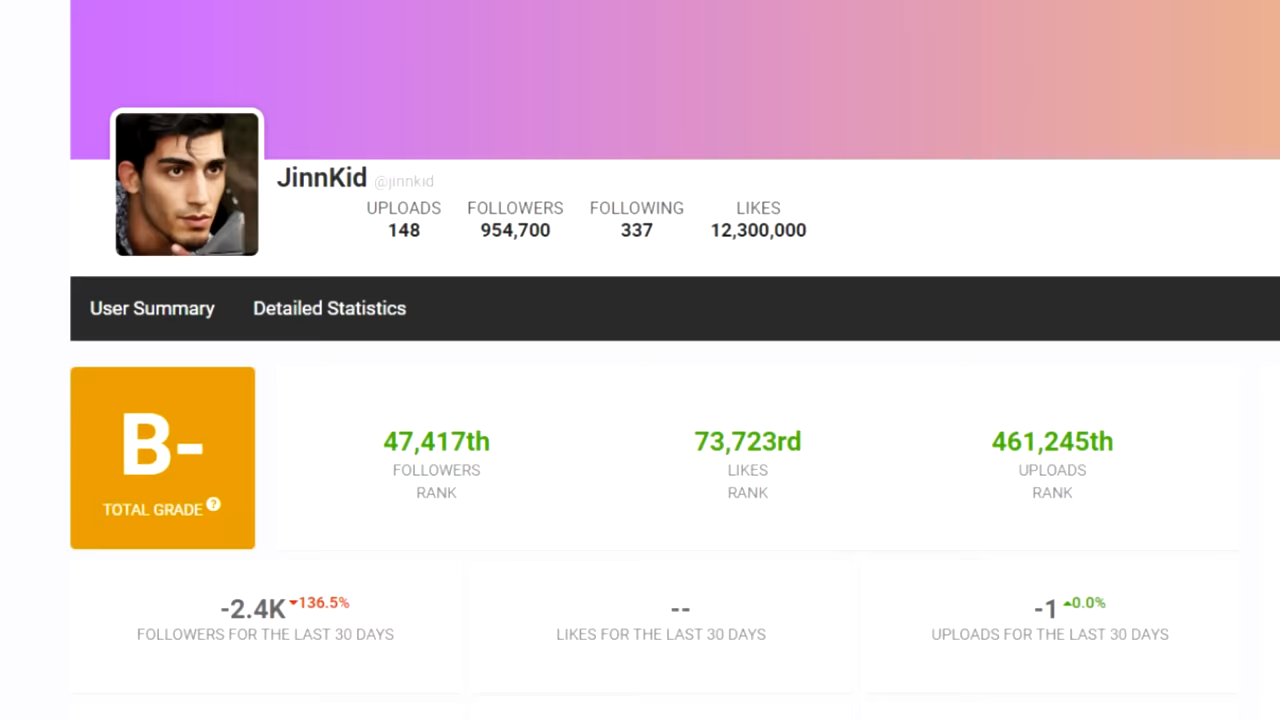 JinnKid @jinnkid
UPLOADS FOLLOWERS FOLLOWING LIKES
148 954,700 337 12,300,000
User Summary Detailed Statistics
B-
TOTAL GRADE ?
47,417th 73,723rd 461,245th
FOLLOWERS LIKES UPLOADS
RANK RANK RANK
-2.4K 136.5% -- -1 0.0%
FOLLOWERS FOR THE LAST 30 DAYS LIKES FOR THE LAST 30 DAYS UPLOADS FOR THE LAST 30 DAYS